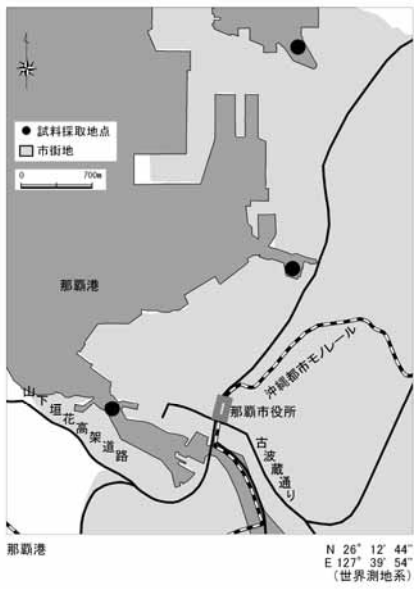 試料採取地点
市街地
0 700m
那覇港
沖縄都市モノレール
那覇市役所
山下垣花高架道路
古波蔵通り
那覇港
N 26° 12′ 44″
E 127° 39′ 54″
(世界測地系)